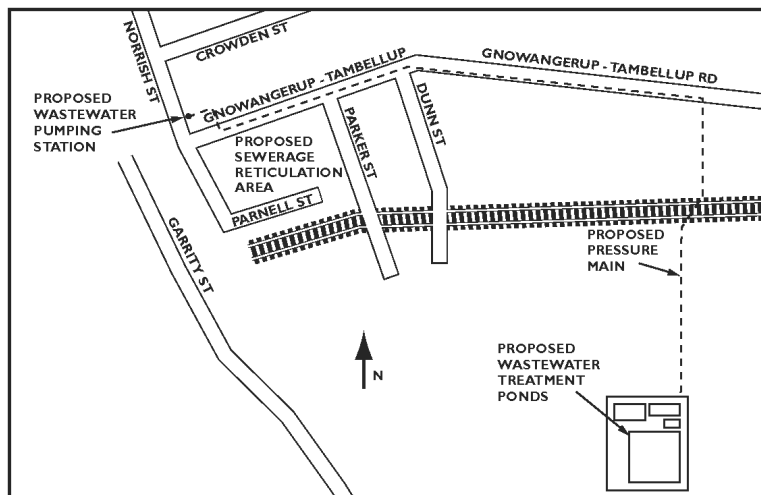 NORRISH ST
CROWDEN ST
GNOWANGERUP - TAMBELLUP
GNOWANGERUP - TAMBELLUP RD
PROPOSED
WASTEWATER
PUMPING
STATION
PROPOSED
SEWERAGE
RETICULATION
AREA
PARKER ST
DUNN ST
PARNELL ST
GARRITY ST
PROPOSED
PRESSURE
MAIN
N
PROPOSED
WASTEWATER
TREATMENT
PONDS